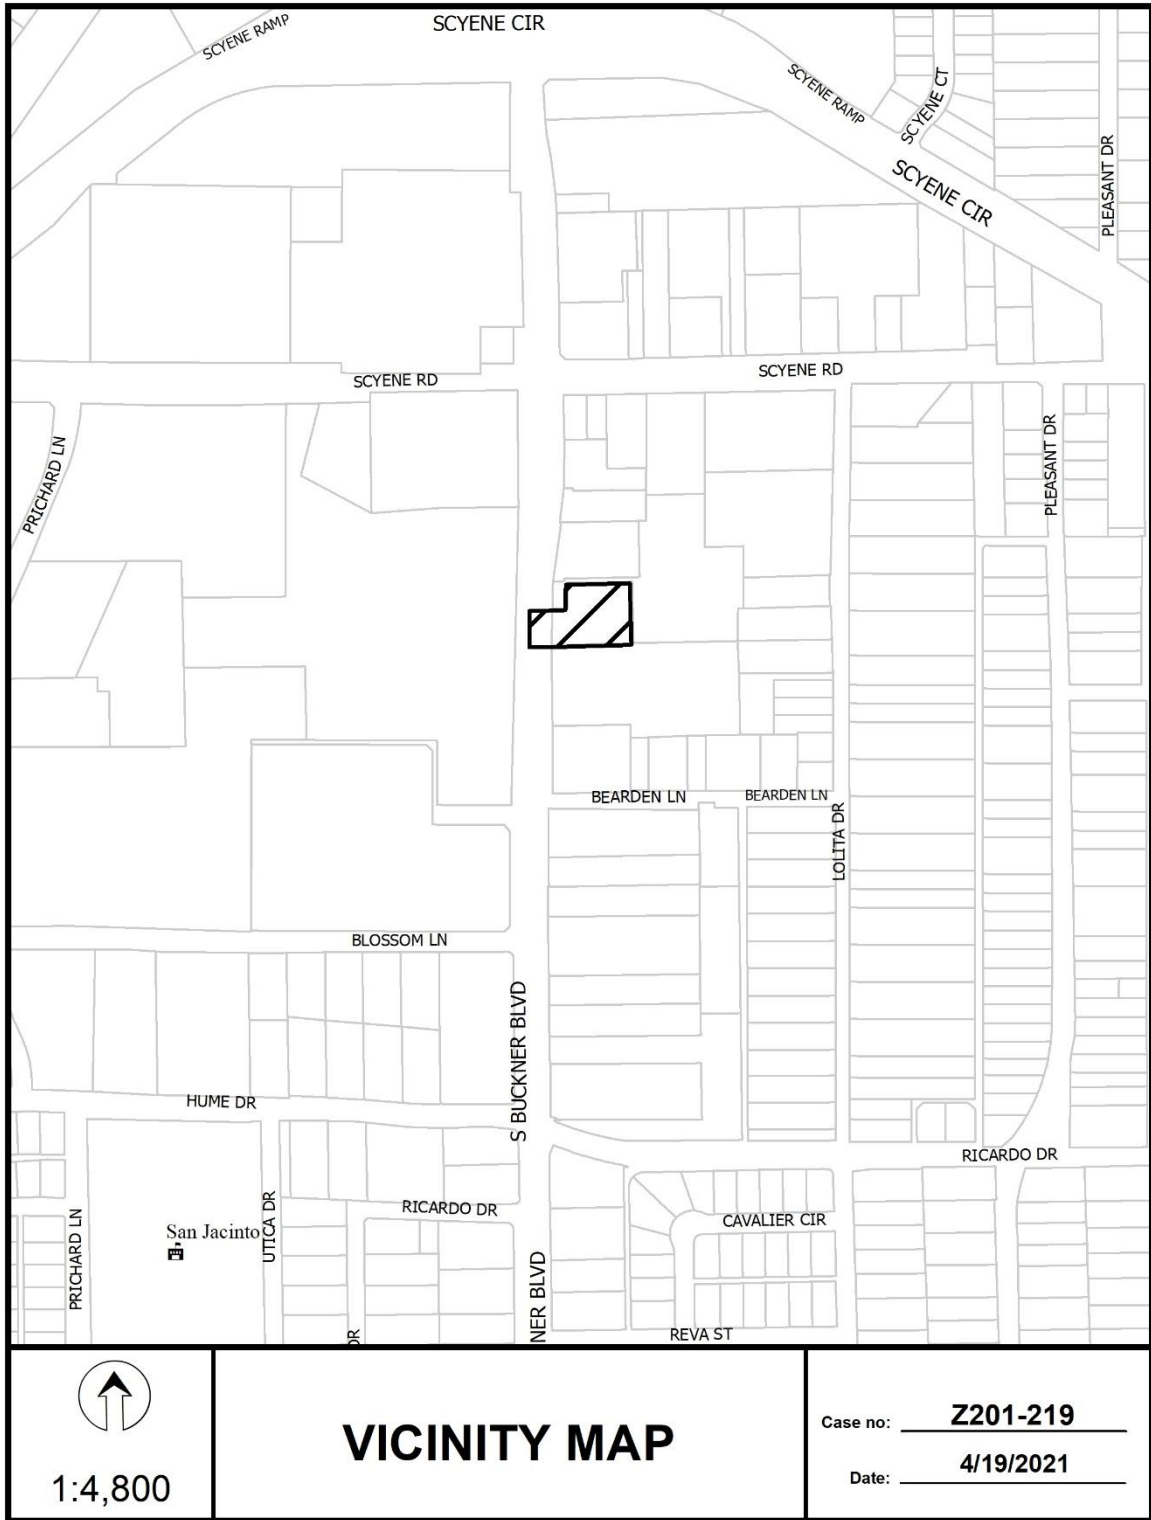 SCYENE RAMP
SCYENE CIR
SCYENE RAMP
SCYENE CT
PLEASANT DR
SCYENE CIR
SCYENE RD
SCYENE RD
PRICHARD LN
PLEASANT DR
BEARDEN LN
BEARDEN LN
LOLITA DR
BLOSSOM LN
S BUCKNER BLVD
HUME DR
RICARDO DR
RICARDO DR
San Jacinto
UTICA DR
PRICHARD LN
CAVALIER CIR
NER BLVD
REVA ST
DR
1:4,800
VICINITY MAP
Case no: Z201-219
Date: 4/19/2021